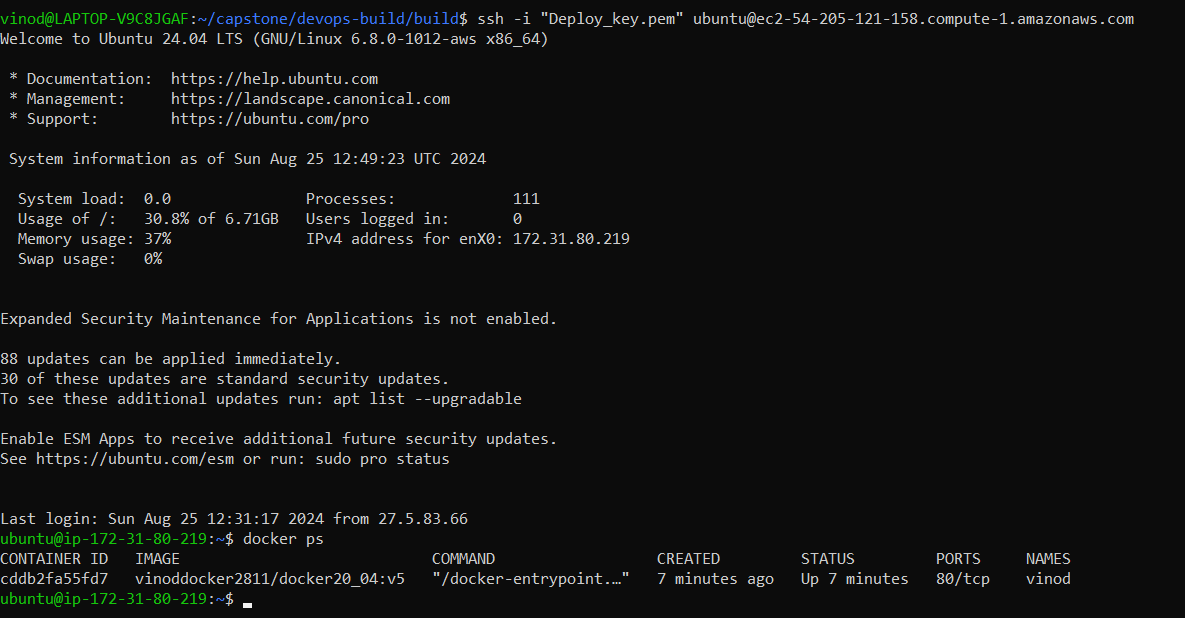 vinod@LAPTOP-V9C8JGAF:~/capstone/devops-build/build$ ssh -i "Deploy_key.pem" ubuntu@ec2-54-205-121-158.compute-1.amazonaws.com
Welcome to Ubuntu 24.04 LTS (GNU/Linux 6.8.0-1012-aws x86_64)
* Documentation:  https://help.ubuntu.com
* Management:     https://landscape.canonical.com
* Support:        https://ubuntu.com/pro
System information as of Sun Aug 25 12:49:23 UTC 2024
System load:  0.0               Processes:             111
Usage of /:   30.8% of 6.71GB   Users logged in:       0
Memory usage: 37%               IPv4 address for enX0: 172.31.80.219
Swap usage:   0%
Expanded Security Maintenance for Applications is not enabled.
88 updates can be applied immediately.
30 of these updates are standard security updates.
To see these additional updates run: apt list --upgradable
Enable ESM Apps to receive additional future security updates.
See https://ubuntu.com/esm or run: sudo pro status
Last login: Sun Aug 25 12:31:17 2024 from 27.5.83.66
ubuntu@ip-172-31-80-219:~$ docker ps
CONTAINER ID   IMAGE                            COMMAND                  CREATED         STATUS         PORTS     NAMES
cddb2fa55fd7   vinoddocker2811/docker20_04:v5   "/docker-entrypoint.…"   7 minutes ago   Up 7 minutes   80/tcp    vinod
ubuntu@ip-172-31-80-219:~$